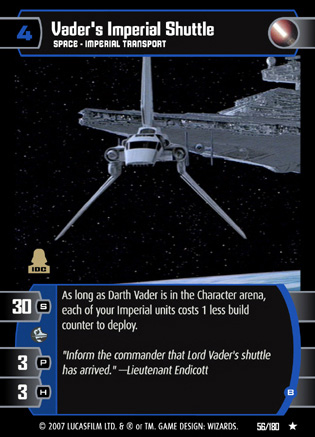 4
Vader's Imperial Shuttle
SPACE - IMPERIAL TRANSPORT
IDC
30 S
3 P
3 H
As long as Darth Vader is in the Character arena,
each of your Imperial units costs 1 less build
counter to deploy.
"Inform the commander that Lord Vader's shuttle
has arrived." —Lieutenant Endicott
B
© 2007 LUCASFILM LTD. & ® or TM. GAME DESIGN: WIZARDS. 56/180 ★